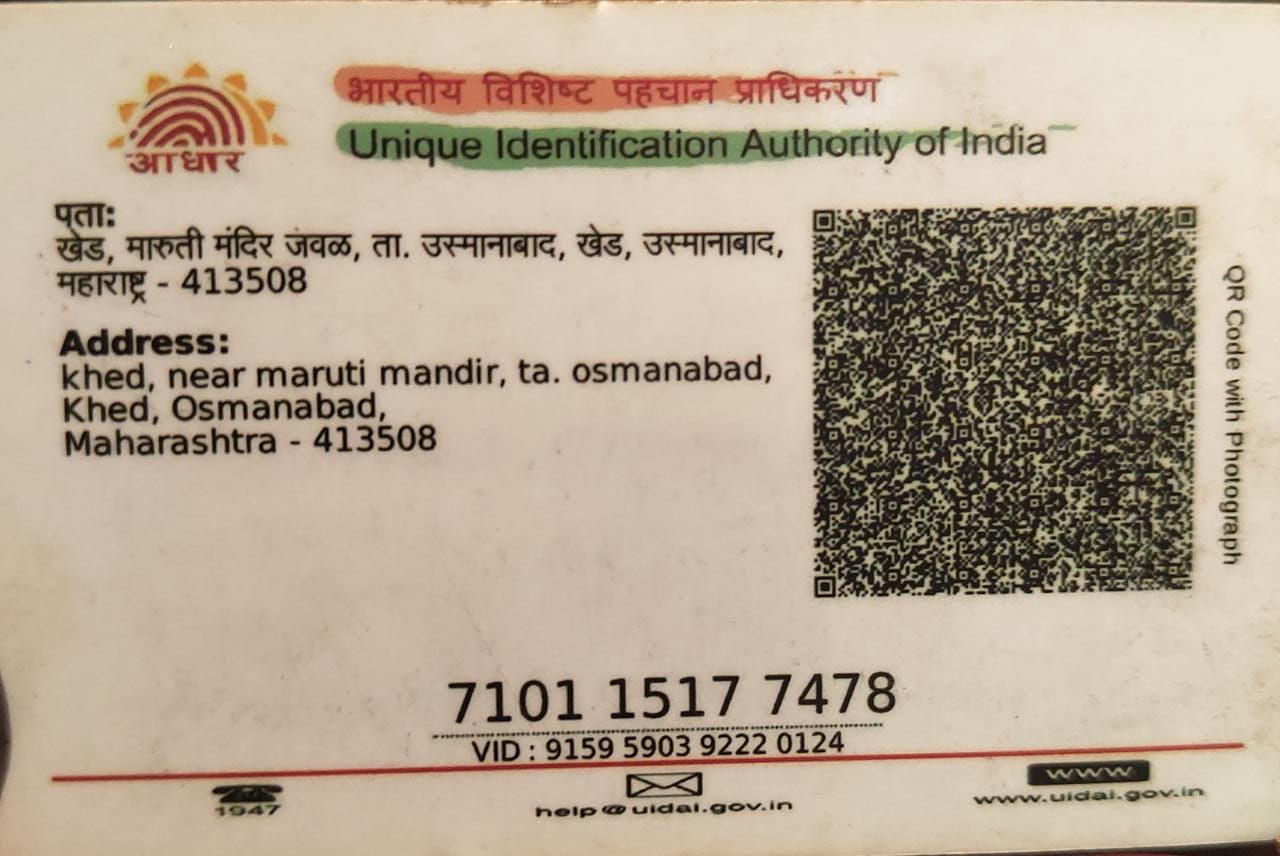 भारतीय विशिष्ट पहचान प्राधिकरण
Unique Identification Authority of India
आधार
पता:
खेड, मारुती मंदिर जवळ, ता. उस्मानाबाद, खेड, उस्मानाबाद,
महाराष्ट्र - 413508
Address:
khed, near maruti mandir, ta. osmanabad,
Khed, Osmanabad,
Maharashtra - 413508
QR Code with Photograph
7101 1517 7478
VID : 9159 5903 9222 0124
1947
help@uidai.gov.in
WWW
www.uidai.gov.in